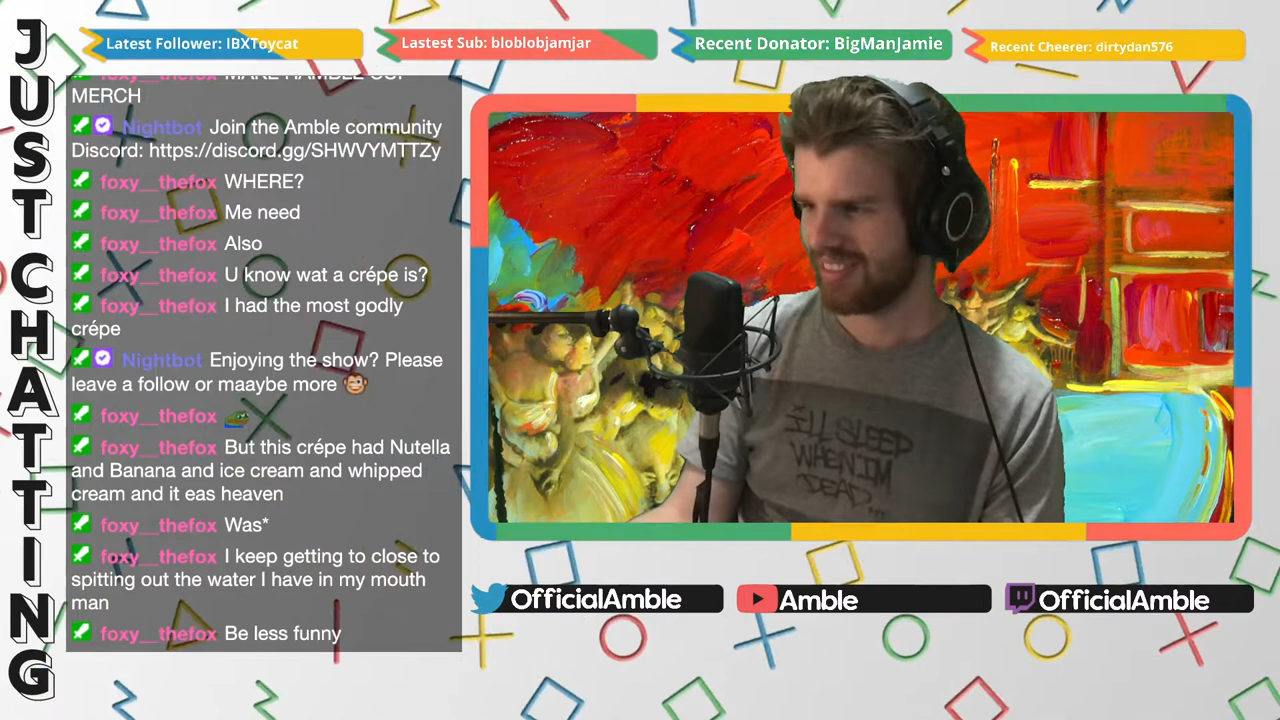 JUST CHATTING
Latest Follower: IBXToycat
Lastest Sub: bloblobjamjar
Recent Donator: BigManJamie
Recent Cheerer: dirtydan576
MERCH
Nightbot Join the Amble community
Discord: https://discord.gg/SHWVYMTTZy
foxy__thefox WHERE?
foxy__thefox Me need
foxy__thefox Also
foxy__thefox U know wat a crépe is?
foxy__thefox I had the most godly
crépe
Nightbot Enjoying the show? Please
leave a follow or maaybe more 🐵
foxy__thefox
foxy__thefox But this crépe had Nutella
and Banana and ice cream and whipped
cream and it eas heaven
foxy__thefox Was*
foxy__thefox I keep getting to close to
spitting out the water I have in my mouth
man
foxy__thefox Be less funny
I'LL SLEEP
WHEN I'M
DEAD...
OfficialAmble
Amble
OfficialAmble